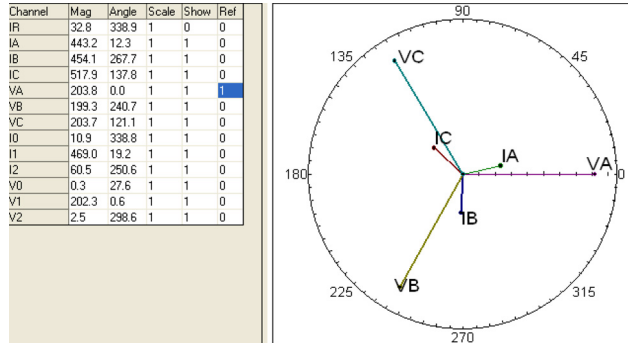 Channel Mag Angle Scale Show Ref
IR 32.8 338.9 1 0 0
IA 443.2 12.3 1 1 0
IB 454.1 267.7 1 1 0
IC 517.9 137.8 1 1 0
VA 203.8 0.0 1 1 1
VB 199.3 240.7 1 1 0
VC 203.7 121.1 1 1 0
I0 10.9 338.8 1 1 0
I1 469.0 19.2 1 1 0
I2 60.5 250.6 1 1 0
V0 0.3 27.6 1 1 0
V1 202.3 0.6 1 1 0
V2 2.5 298.6 1 1 0
90
135 VC 45
IC IA
180 VA 0
IB
VB
225 315
270